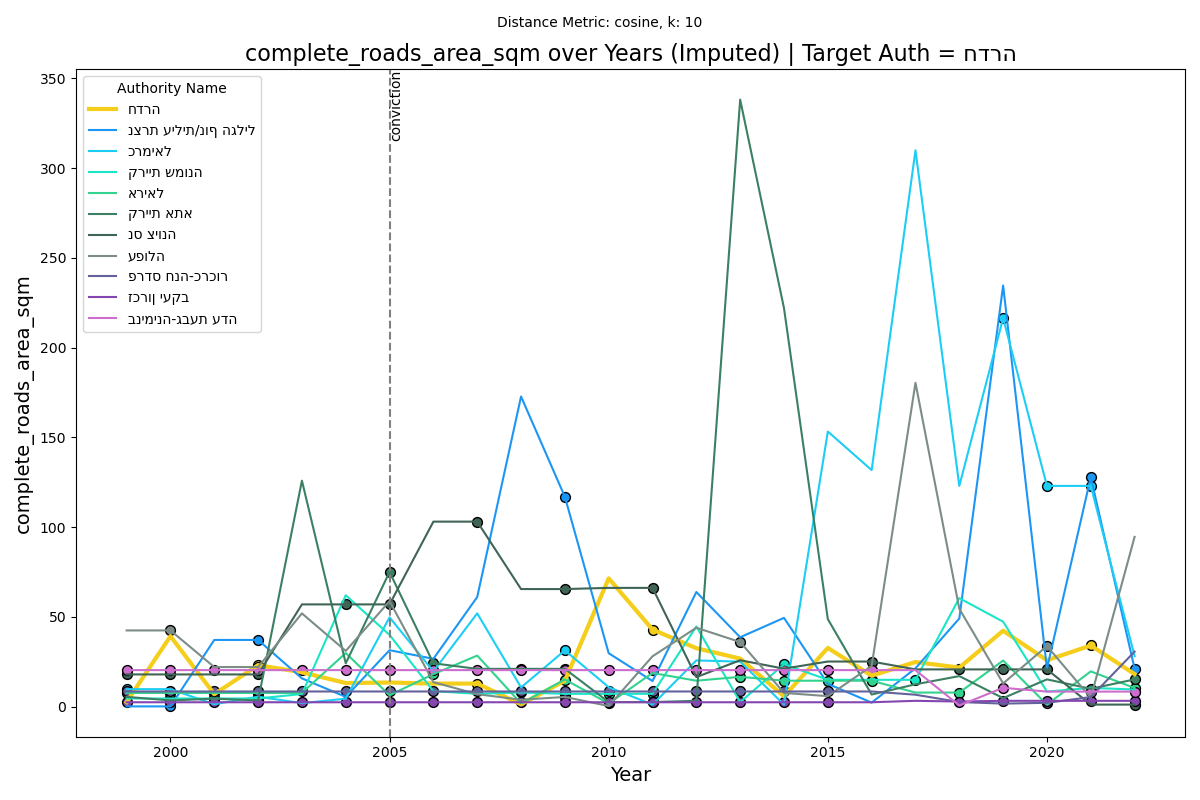 Distance Metric: cosine, k: 10
complete_roads_area_sqm over Years (Imputed) | Target Auth = חדרה
conviction
Authority Name
חדרה
נצרת עילית/נוף הגליל
כרמיאל
קריית שמונה
אריאל
קריית אתא
נס ציונה
עפולה
פרדס חנה-כרכור
זכרון יעקב
בנימינה-גבעת עדה
complete_roads_area_sqm
350
300
250
200
150
100
50
0
2000
2005
2010
2015
2020
Year